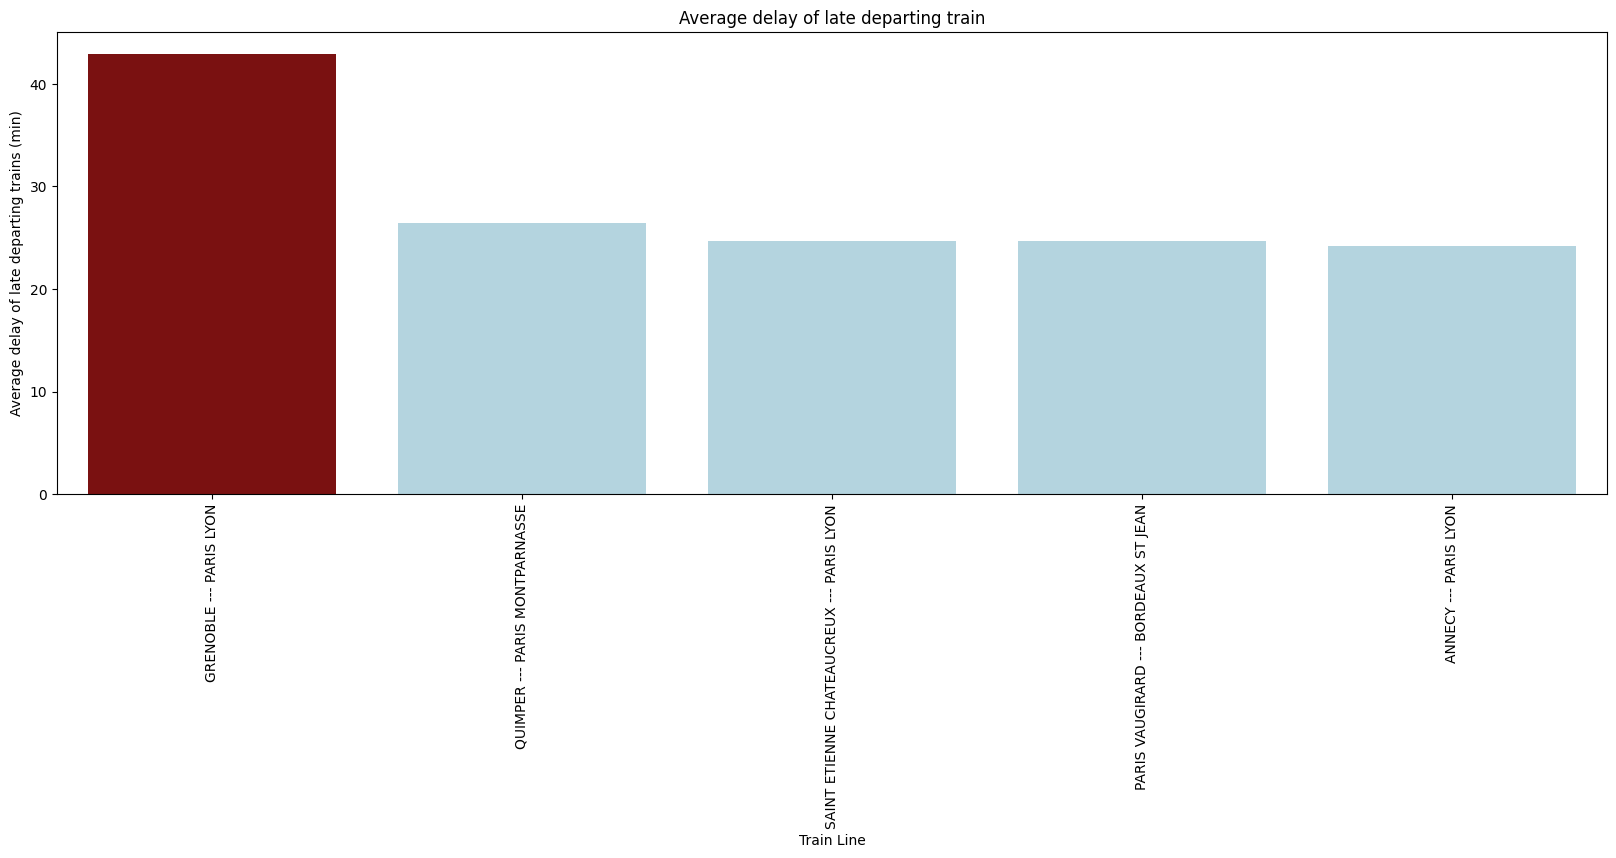 Average delay of late departing train
Average delay of late departing trains (min)
40
30
20
10
0
GRENOBLE --- PARIS LYON
QUIMPER --- PARIS MONTPARNASSE
SAINT ETIENNE CHATEAUCREUX --- PARIS LYON
PARIS VAUGIRARD --- BORDEAUX ST JEAN
ANNECY --- PARIS LYON
Train Line